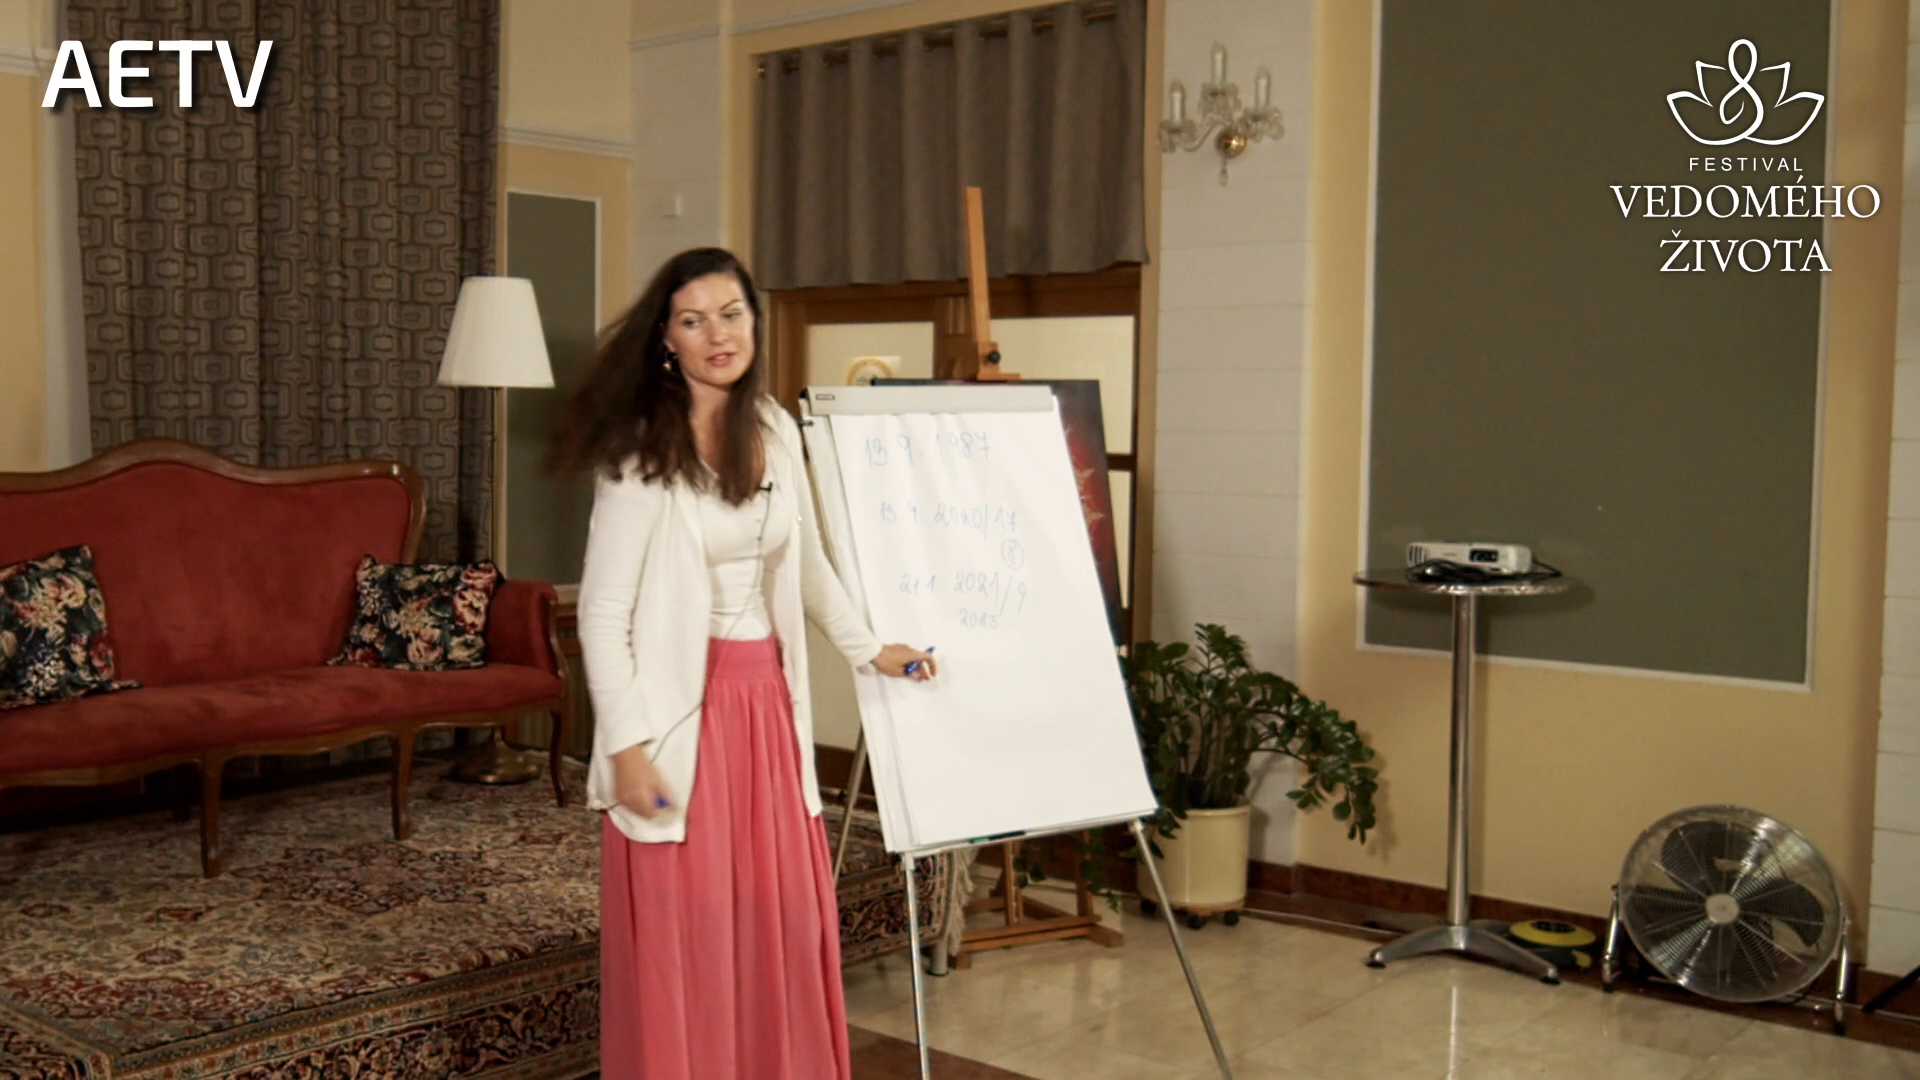 AETV
FESTIVAL
VEDOMÉHO
ŽIVOTA
13 9. 1987
13 9 2020/17
8
21 1 2021/9
2023